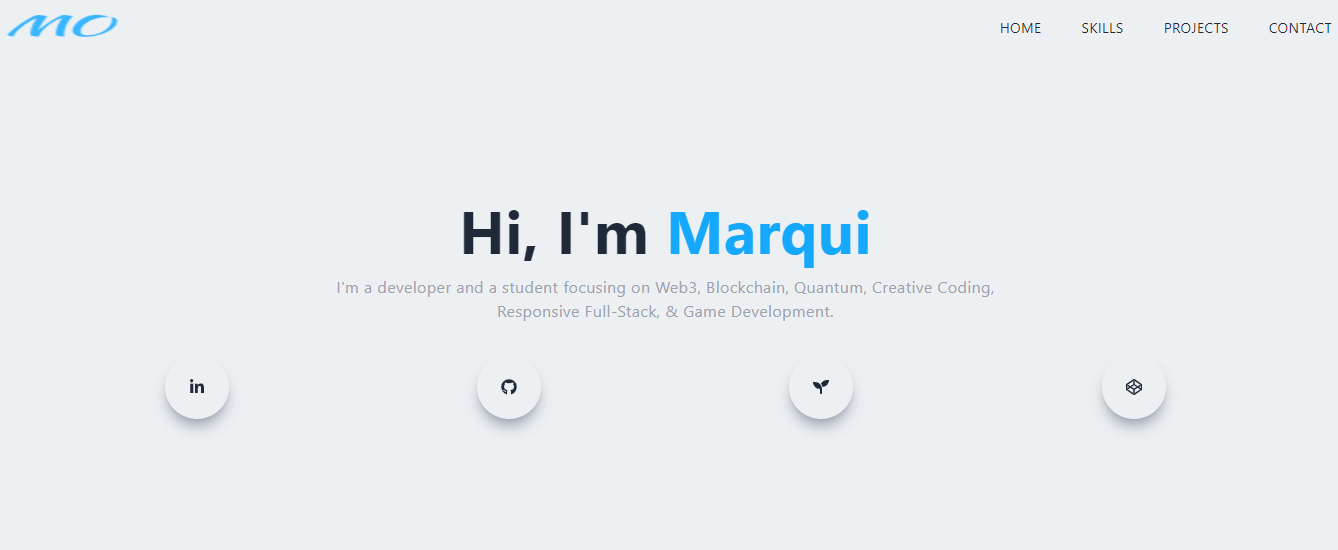 MO
HOME SKILLS PROJECTS CONTACT
Hi, I'm Marqui
I'm a developer and a student focusing on Web3, Blockchain, Quantum, Creative Coding,
Responsive Full-Stack, & Game Development.
in